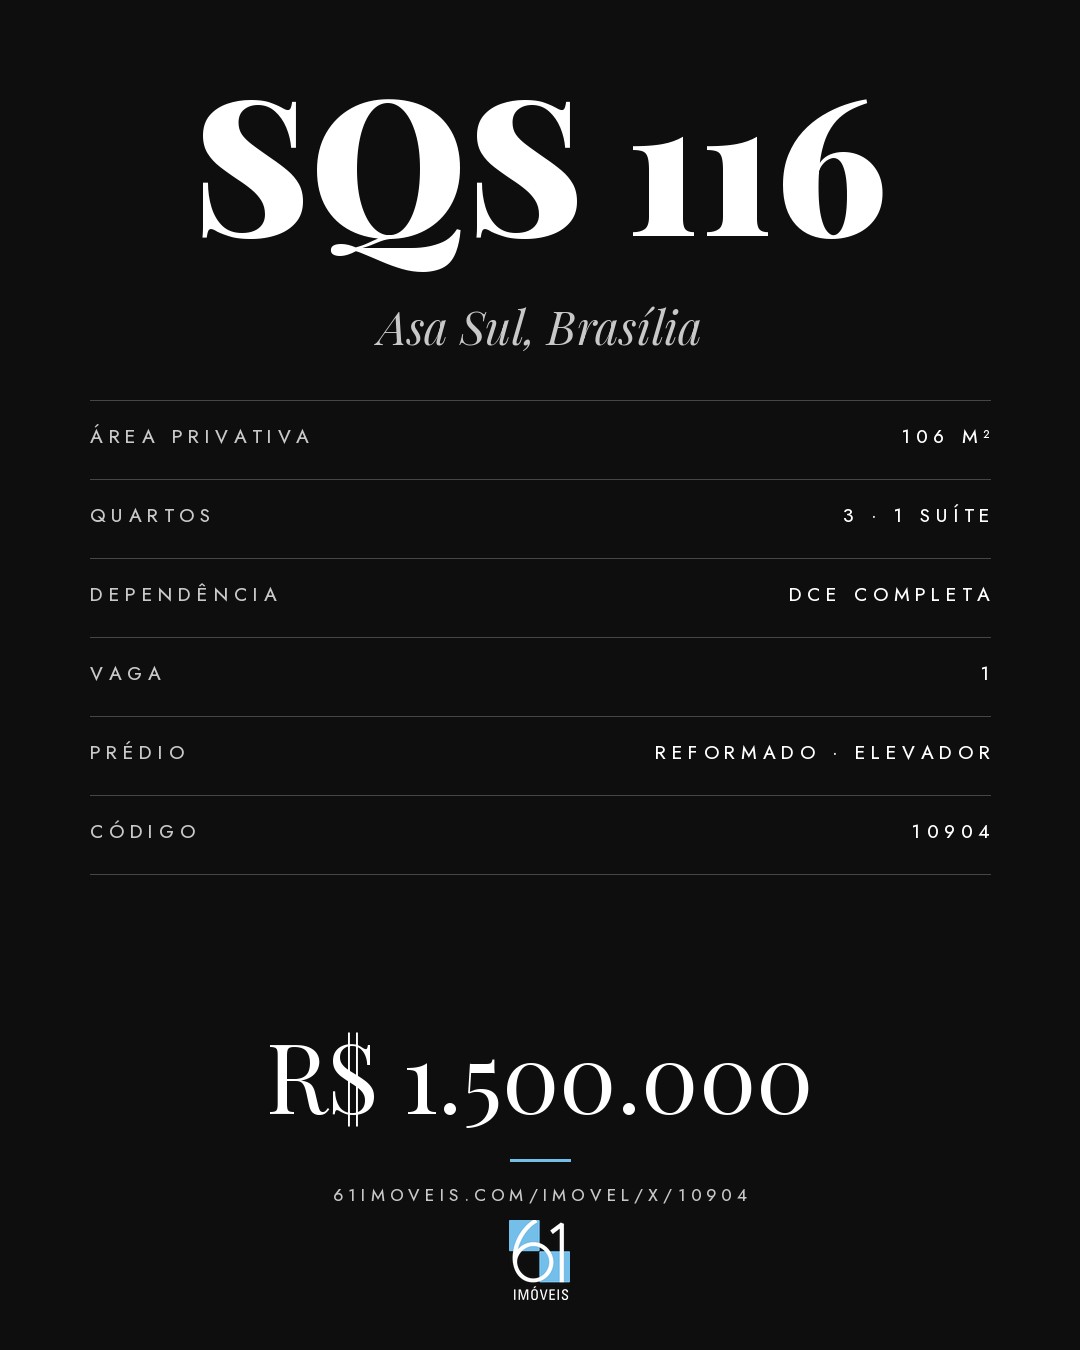 SQS 116
Asa Sul, Brasília
ÁREA PRIVATIVA 106 M²
QUARTOS 3 · 1 SUÍTE
DEPENDÊNCIA DCE COMPLETA
VAGA 1
PRÉDIO REFORMADO · ELEVADOR
CÓDIGO 10904
R$ 1.500.000
61IMOVEIS.COM/IMOVEL/X/10904
61
IMÓVEIS